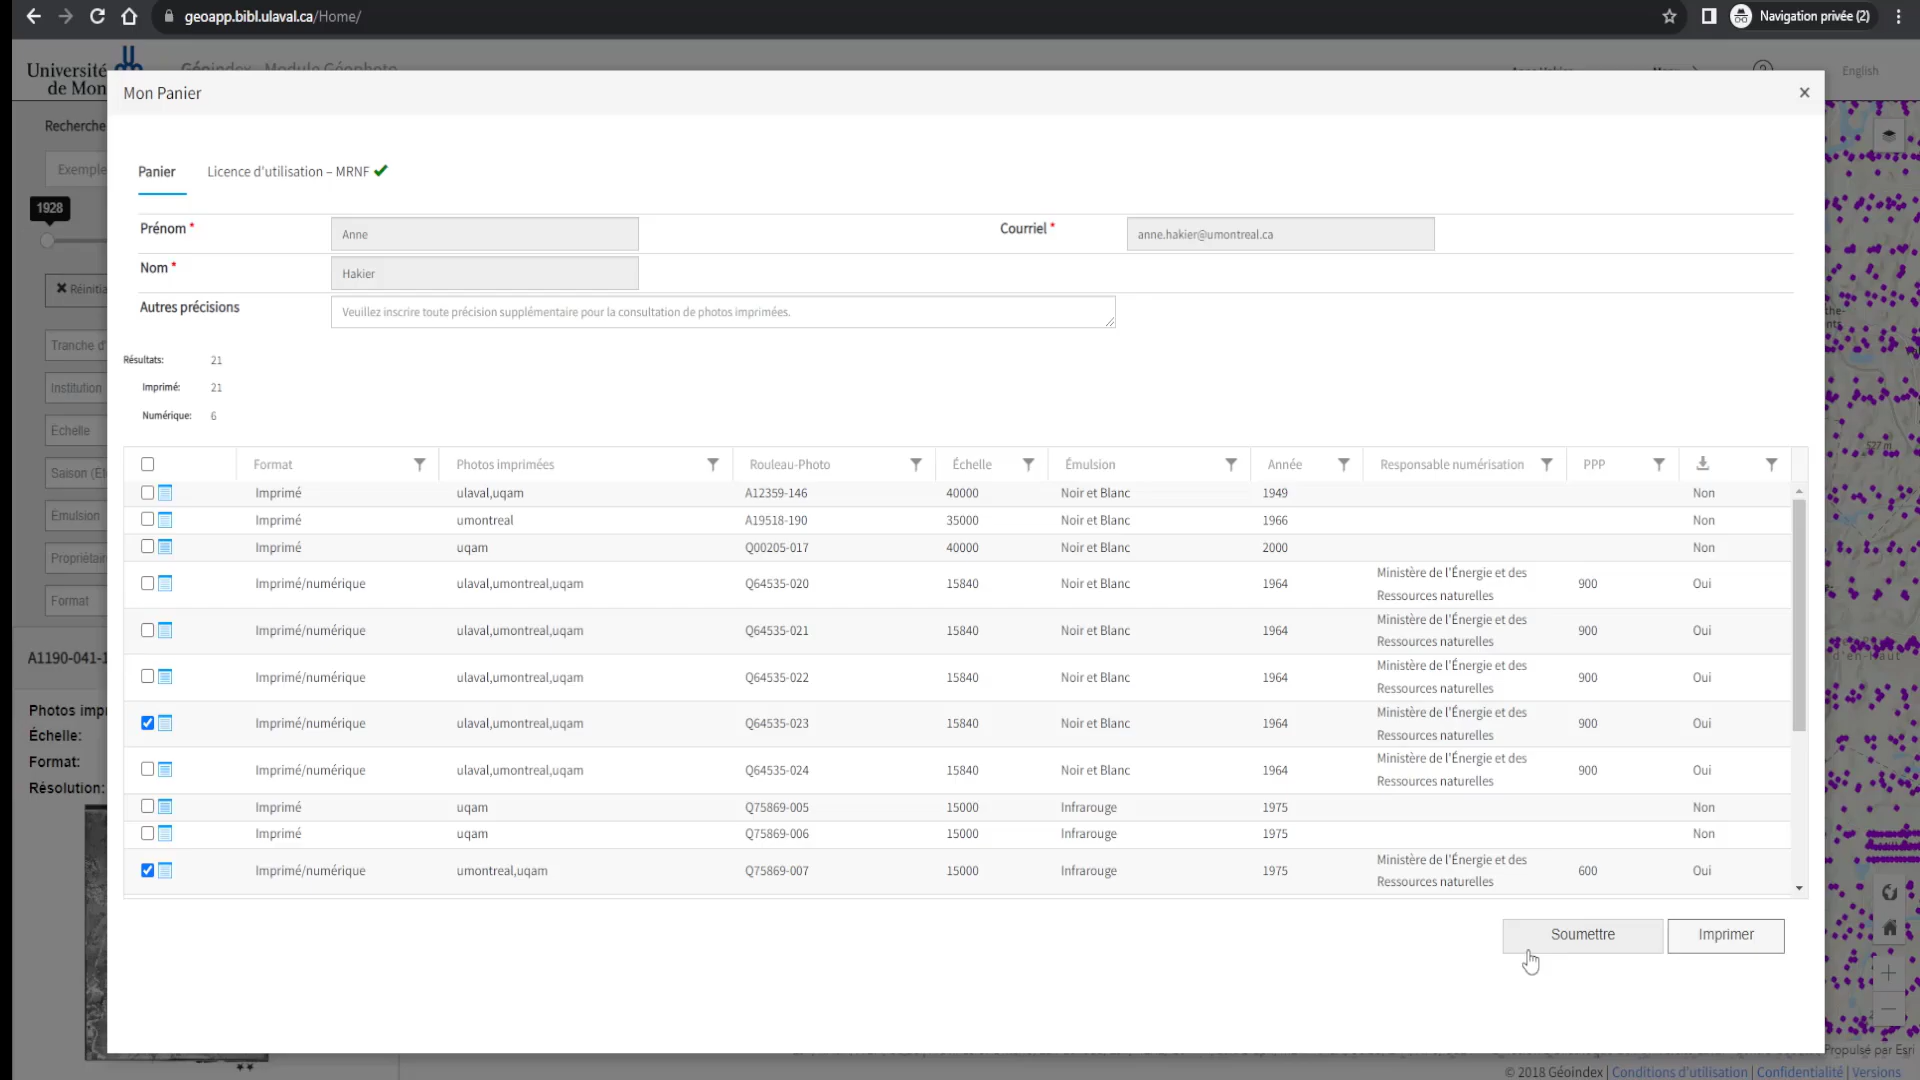 geoapp.bibl.ulaval.ca/Home/
Navigation privée (2)
Université
de Mon
Géoindex - Module Géophoto
Anne Hakier
Menu
English
Mon Panier
Recherche
Exemple
1928
Réinitia
Tranche d'
Institution
Échelle
Saison (Et
Émulsion
Propriétair
Format
A1190-041-1
Photos impr
Échelle:
Format:
Résolution:
Panier
Licence d'utilisation – MRNF
Prénom *
Anne
Courriel *
anne.hakier@umontreal.ca
Nom *
Hakier
Autres précisions
Veuillez inscrire toute précision supplémentaire pour la consultation de photos imprimées.
Résultats: 21
Imprimé: 21
Numérique: 6
Format Photos imprimées Rouleau-Photo Échelle Émulsion Année Responsable numérisation PPP
Imprimé ulaval,uqam A12359-146 40000 Noir et Blanc 1949 Non
Imprimé umontreal A19518-190 35000 Noir et Blanc 1966 Non
Imprimé uqam Q00205-017 40000 Noir et Blanc 2000 Non
Imprimé/numérique ulaval,umontreal,uqam Q64535-020 15840 Noir et Blanc 1964 Ministère de l'Énergie et des Ressources naturelles 900 Oui
Imprimé/numérique ulaval,umontreal,uqam Q64535-021 15840 Noir et Blanc 1964 Ministère de l'Énergie et des Ressources naturelles 900 Oui
Imprimé/numérique ulaval,umontreal,uqam Q64535-022 15840 Noir et Blanc 1964 Ministère de l'Énergie et des Ressources naturelles 900 Oui
Imprimé/numérique ulaval,umontreal,uqam Q64535-023 15840 Noir et Blanc 1964 Ministère de l'Énergie et des Ressources naturelles 900 Oui
Imprimé/numérique ulaval,umontreal,uqam Q64535-024 15840 Noir et Blanc 1964 Ministère de l'Énergie et des Ressources naturelles 900 Oui
Imprimé uqam Q75869-005 15000 Infrarouge 1975 Non
Imprimé uqam Q75869-006 15000 Infrarouge 1975 Non
Imprimé/numérique umontreal,uqam Q75869-007 15000 Infrarouge 1975 Ministère de l'Énergie et des Ressources naturelles 600 Oui
Soumettre
Imprimer
527 m
d'en-Haut
Propulsé par Esri
© 2018 Géoindex | Conditions d'utilisation | Confidentialité | Versions